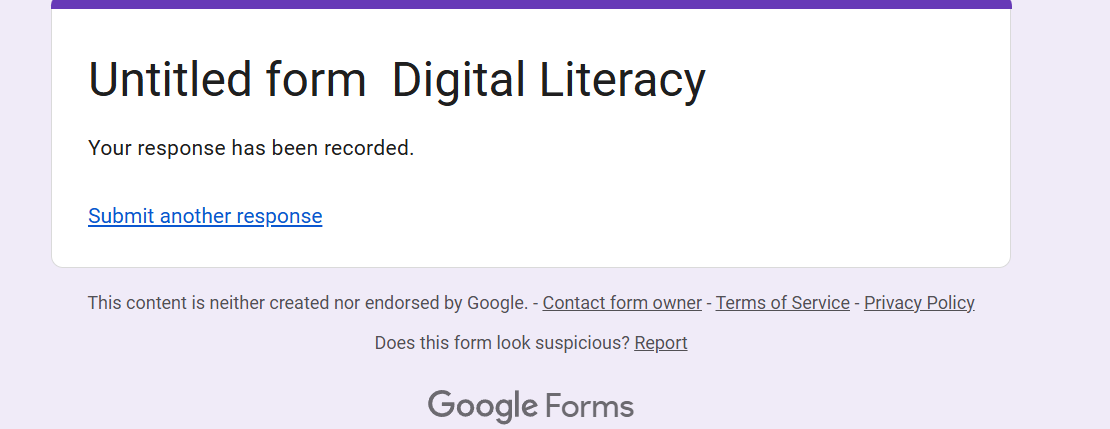 Untitled form  Digital Literacy
Your response has been recorded.
Submit another response
This content is neither created nor endorsed by Google. - Contact form owner - Terms of Service - Privacy Policy
Does this form look suspicious? Report
Google Forms